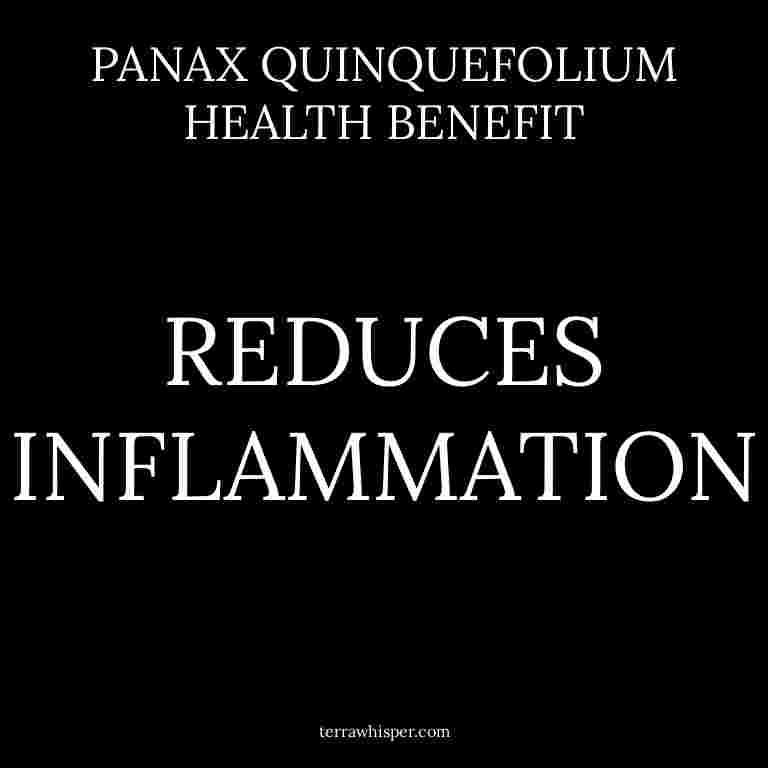 PANAX QUINQUEFOLIUM
HEALTH BENEFIT
REDUCES
INFLAMMATION
terrawhisper.com